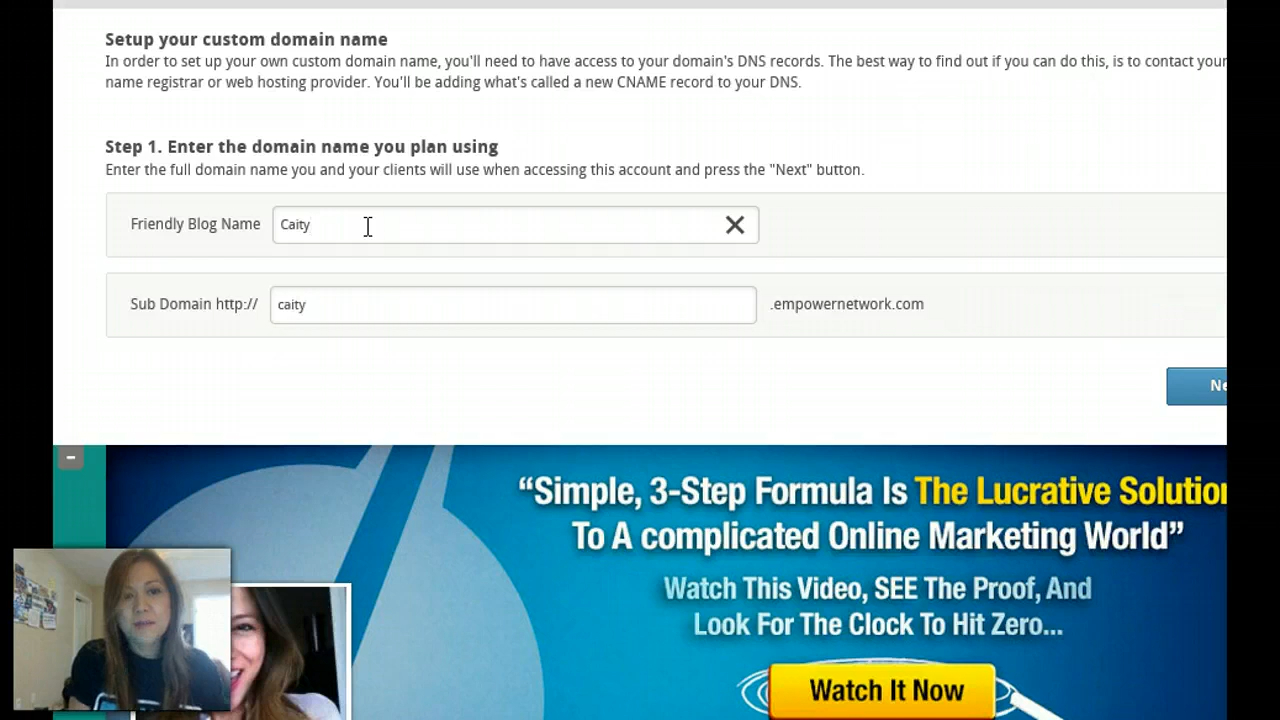 Setup your custom domain name
In order to set up your own custom domain name, you'll need to have access to your domain's DNS records. The best way to find out if you can do this, is to contact your
name registrar or web hosting provider. You'll be adding what's called a new CNAME record to your DNS.
Step 1. Enter the domain name you plan using
Enter the full domain name you and your clients will use when accessing this account and press the "Next" button.
Friendly Blog Name Caity
Sub Domain http:// caity .empowernetwork.com
Ne
“Simple, 3-Step Formula Is The Lucrative Solution
To A complicated Online Marketing World”
Watch This Video, SEE The Proof, And
Look For The Clock To Hit Zero...
Watch It Now